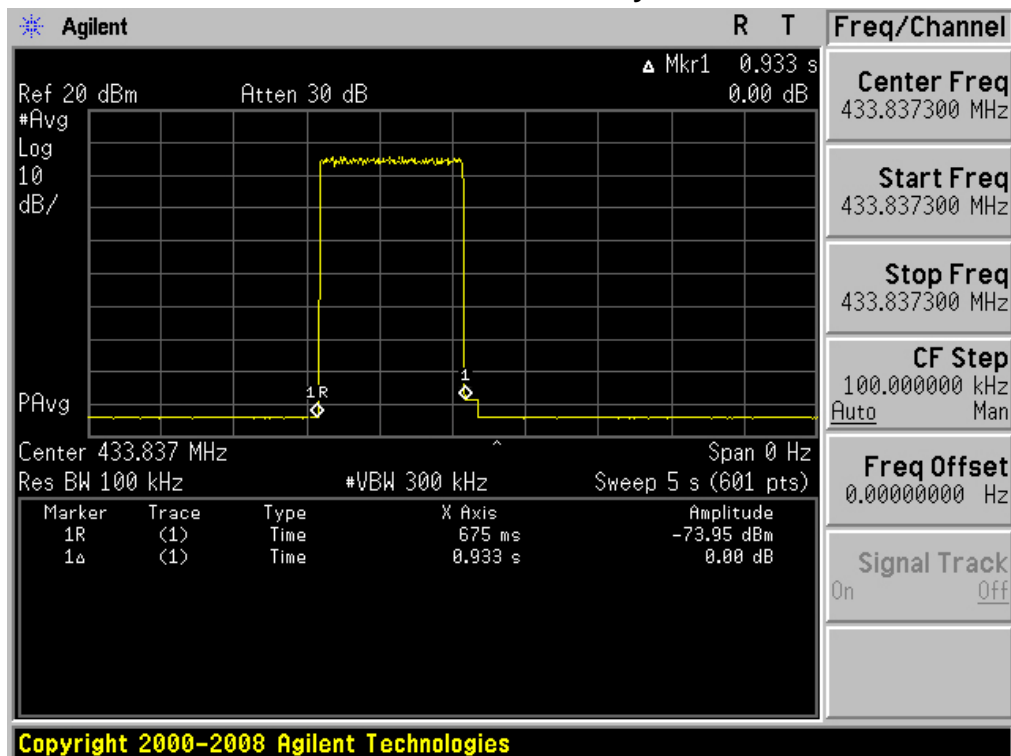 Agilent R T Freq/Channel
Δ Mkr1 0.933 s
Ref 20 dBm Atten 30 dB 0.00 dB
#Avg
Log
10
dB/
1R
1
PAvg
Center 433.837 MHz Span 0 Hz
Res BW 100 kHz #VBW 300 kHz Sweep 5 s (601 pts)
Marker Trace Type X Axis Amplitude
1R (1) Time 675 ms -73.95 dBm
1Δ (1) Time 0.933 s 0.00 dB
Center Freq
433.837300 MHz
Start Freq
433.837300 MHz
Stop Freq
433.837300 MHz
CF Step
100.000000 kHz
Auto Man
Freq Offset
0.00000000 Hz
Signal Track
On Off
Copyright 2000-2008 Agilent Technologies